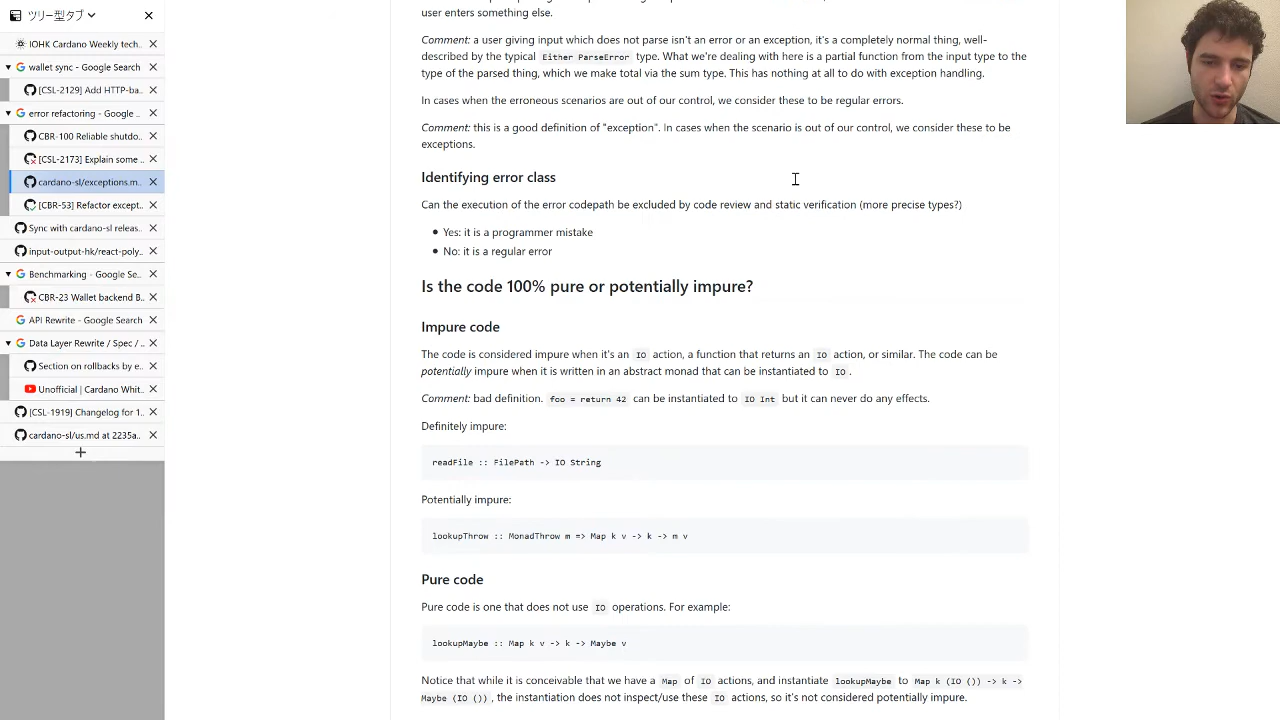 ツリー型タブ
IOHK Cardano Weekly tech..
wallet sync - Google Search
[CSL-2129] Add HTTP-ba..
error refactoring - Google ..
CBR-100 Reliable shutdo..
[CSL-2173] Explain some ..
cardano-sl/exceptions.m..
[CBR-53] Refactor except..
Sync with cardano-sl releas..
input-output-hk/react-poly..
Benchmarking - Google Se..
CBR-23 Wallet backend B..
API Rewrite - Google Search
Data Layer Rewrite / Spec / ..
Section on rollbacks by e..
Unofficial | Cardano Whit..
[CSL-1919] Changelog for 1..
cardano-sl/us.md at 2235a..
user enters something else.
Comment: a user giving input which does not parse isn't an error or an exception, it's a completely normal thing, well-
described by the typical Either ParseError type. What we're dealing with here is a partial function from the input type to the
type of the parsed thing, which we make total via the sum type. This has nothing at all to do with exception handling.
In cases when the erroneous scenarios are out of our control, we consider these to be regular errors.
Comment: this is a good definition of "exception". In cases when the scenario is out of our control, we consider these to be
exceptions.
Identifying error class
Can the execution of the error codepath be excluded by code review and static verification (more precise types?)
• Yes: it is a programmer mistake
• No: it is a regular error
Is the code 100% pure or potentially impure?
Impure code
The code is considered impure when it's an IO action, a function that returns an IO action, or similar. The code can be
potentially impure when it is written in an abstract monad that can be instantiated to IO .
Comment: bad definition. foo = return 42 can be instantiated to IO Int but it can never do any effects.
Definitely impure:
readFile :: FilePath -> IO String
Potentially impure:
lookupThrow :: MonadThrow m => Map k v -> k -> m v
Pure code
Pure code is one that does not use IO operations. For example:
lookupMaybe :: Map k v -> k -> Maybe v
Notice that while it is conceivable that we have a Map of IO actions, and instantiate lookupMaybe to Map k (IO ()) -> k ->
Maybe (IO ()) , the instantiation does not inspect/use these IO actions, so it's not considered potentially impure.